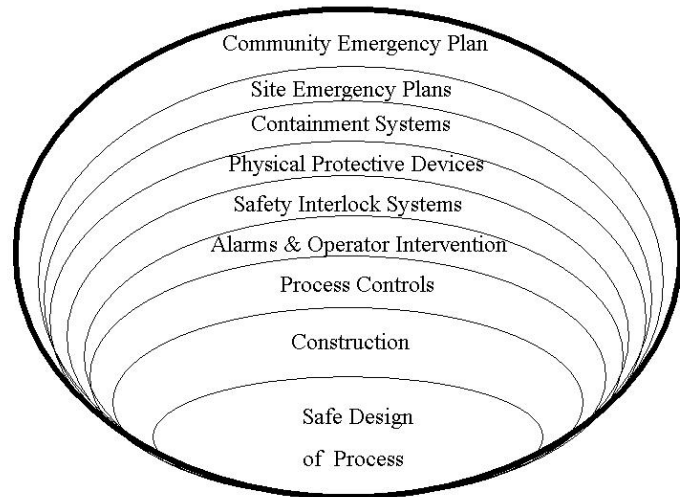 Community Emergency Plan
Site Emergency Plans
Containment Systems
Physical Protective Devices
Safety Interlock Systems
Alarms & Operator Intervention
Process Controls
Construction
Safe Design
of Process